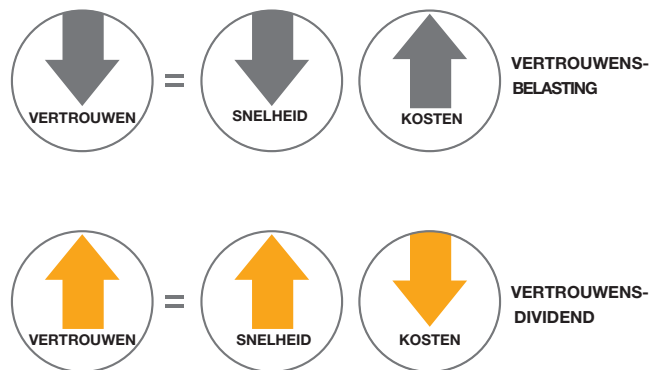 VERTROUWEN = SNELHEID KOSTEN
VERTROUWENS-
BELASTING
VERTROUWEN = SNELHEID KOSTEN
VERTROUWENS-
DIVIDEND